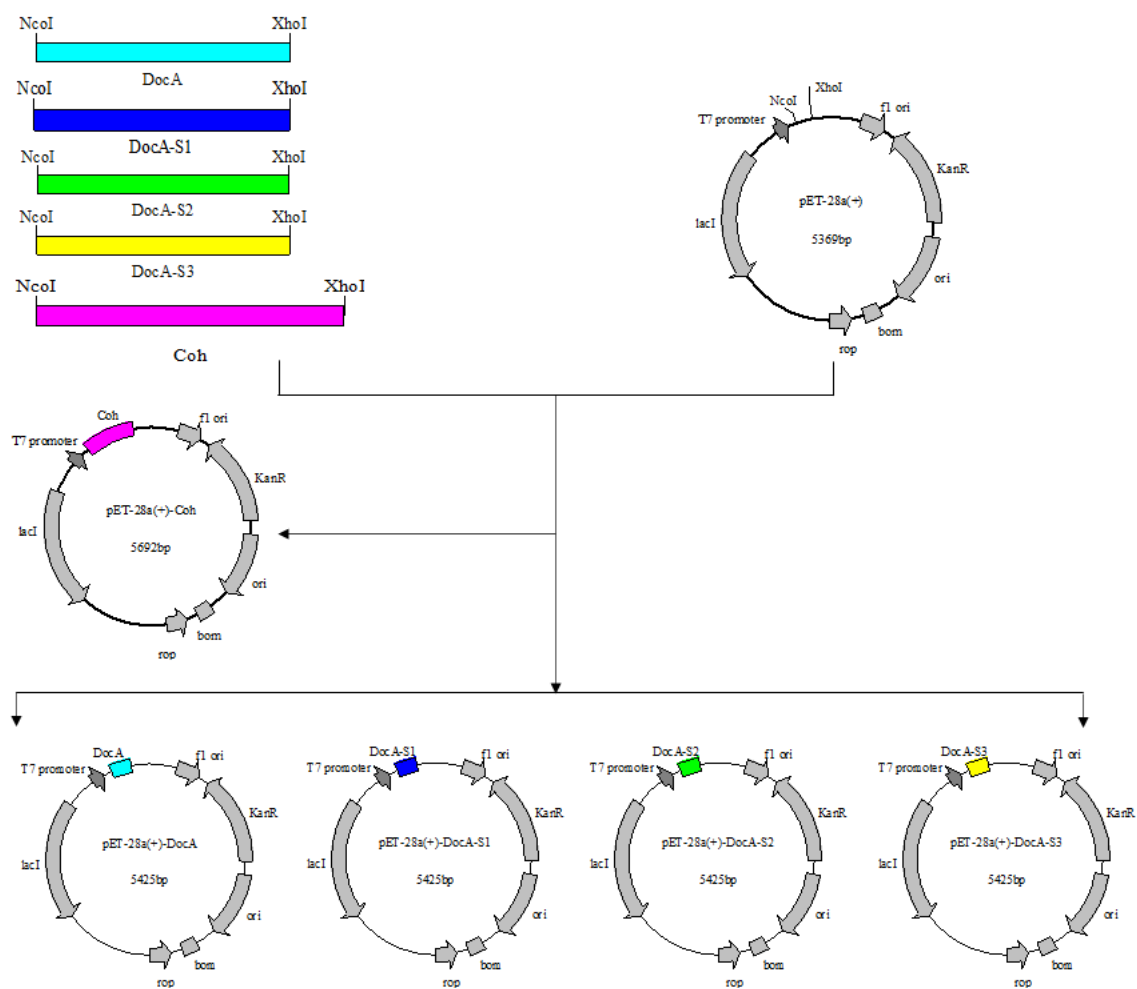 NcoI XhoI
DocA
NcoI XhoI
DocA-S1
NcoI XhoI
DocA-S2
NcoI XhoI
DocA-S3
NcoI XhoI
Coh
XhoI
NcoI
T7 promoter
f1 ori
KanR
pET-28a(+)
lacI
5369bp
ori
bom
rop
Coh
f1 ori
T7 promoter
KanR
pET-28a(+)-Coh
lacI
5692bp
ori
bom
rop
DocA
f1 ori
T7 promoter
KanR
pET-28a(+)-DocA
lacI
5425bp
ori
bom
rop
DocA-S1
f1 ori
T7 promoter
KanR
pET-28a(+)-DocA-S1
lacI
5425bp
ori
bom
rop
DocA-S2
f1 ori
T7 promoter
KanR
pET-28a(+)-DocA-S2
lacI
5425bp
ori
bom
rop
DocA-S3
f1 ori
T7 promoter
KanR
pET-28a(+)-DocA-S3
lacI
5425bp
ori
bom
rop